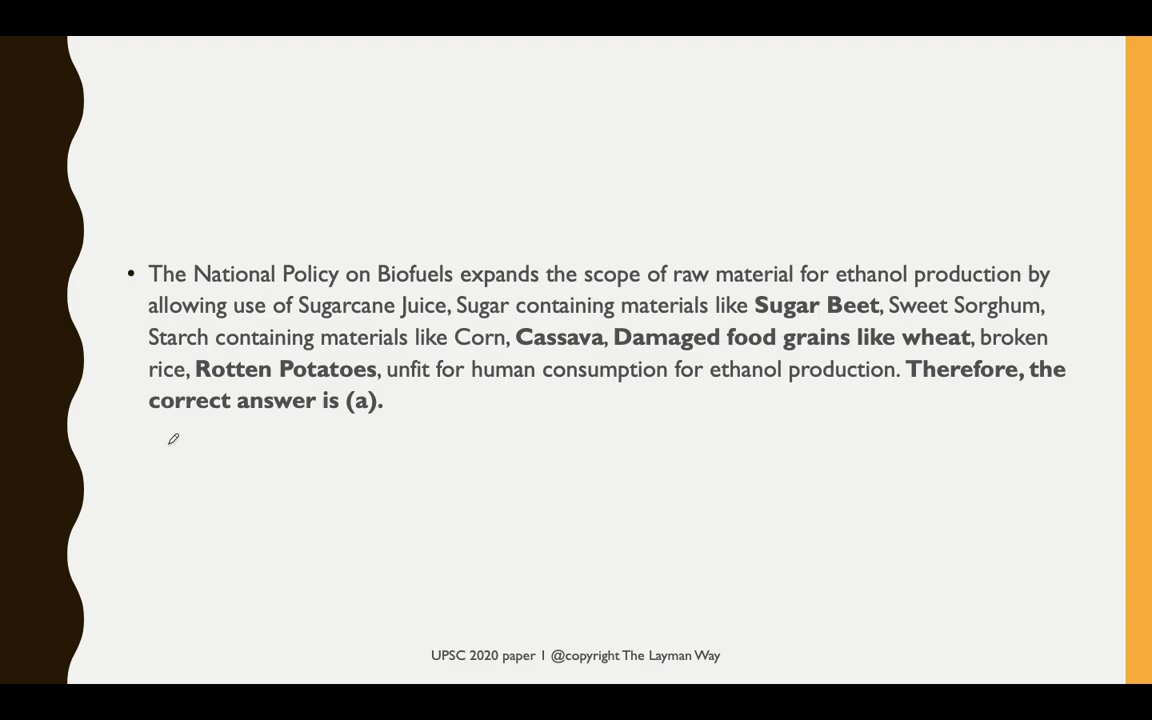 • The National Policy on Biofuels expands the scope of raw material for ethanol production by
allowing use of Sugarcane Juice, Sugar containing materials like Sugar Beet, Sweet Sorghum,
Starch containing materials like Corn, Cassava, Damaged food grains like wheat, broken
rice, Rotten Potatoes, unfit for human consumption for ethanol production. Therefore, the
correct answer is (a).
UPSC 2020 paper 1 @copyright The Layman Way